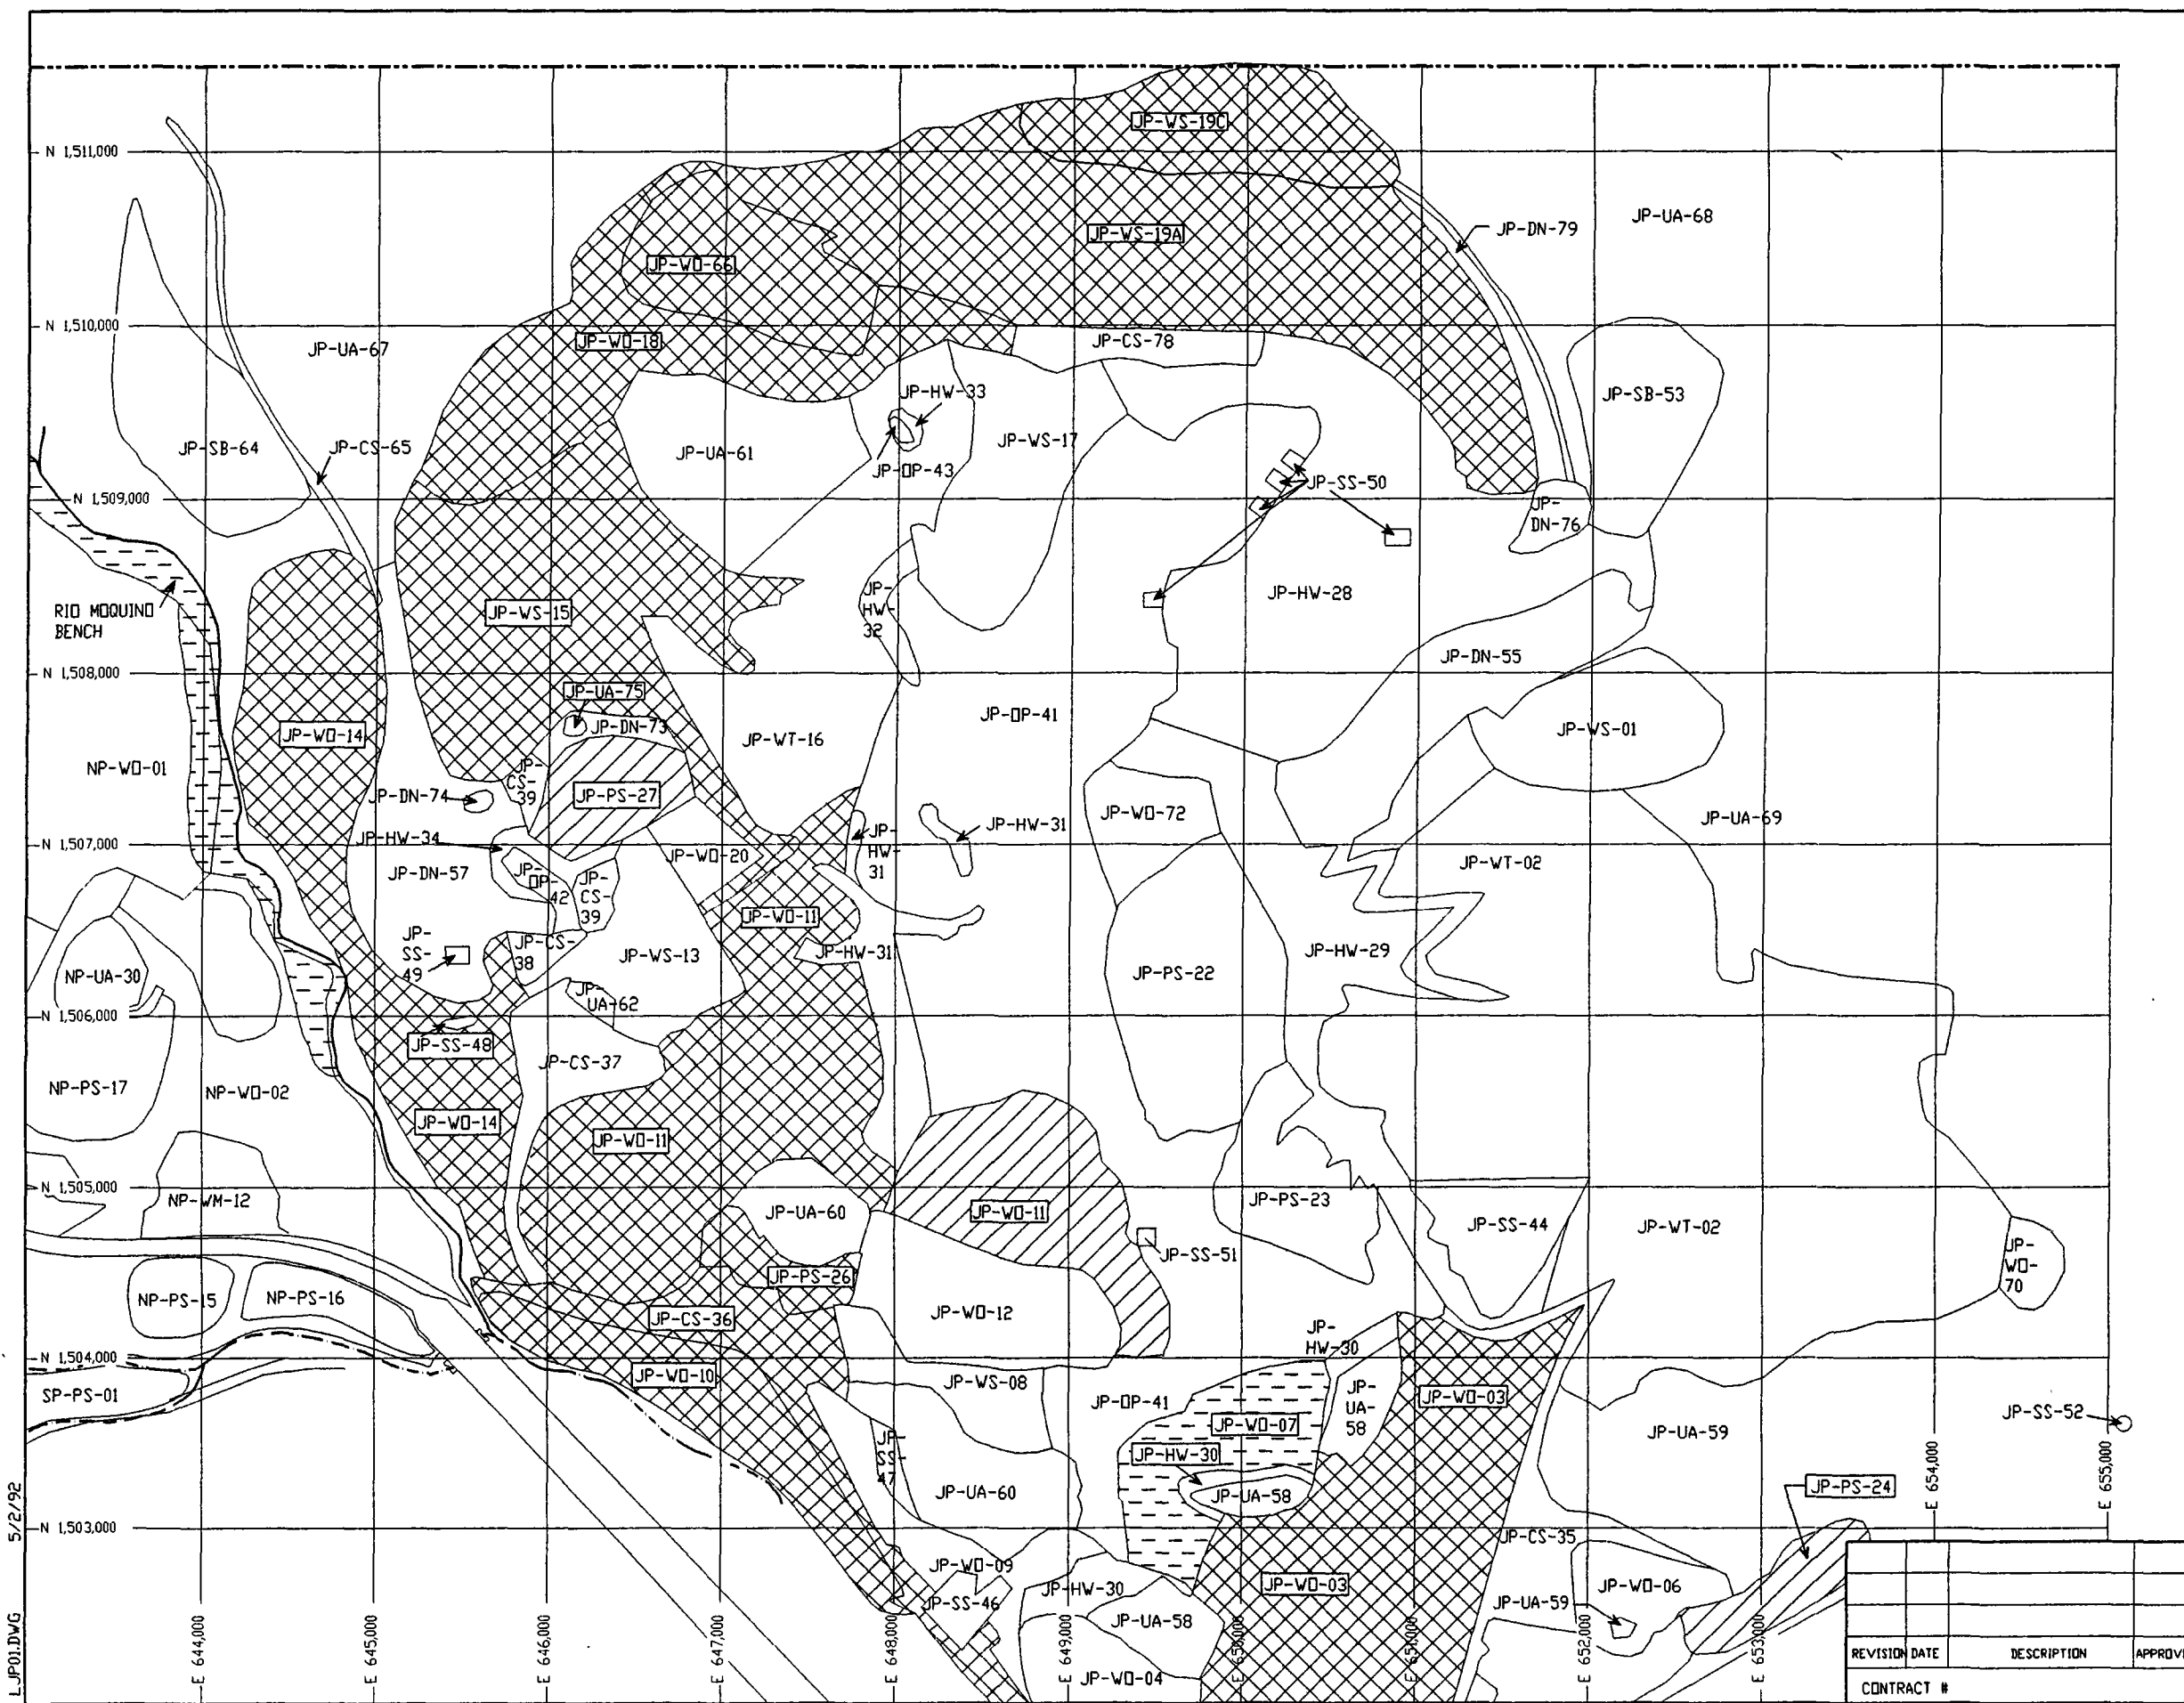 JP-WS-19C
N 1,511,000
JP-UA-68
JP-DN-79
JP-WS-19A
JP-WO-66
N 1,510,000
JP-WO-18
JP-CS-78
JP-UA-67
JP-HW-33
JP-SB-53
JP-SB-64
JP-CS-65
JP-UA-61
JP-WS-17
JP-OP-43
JP-SS-50
N 1,509,000
JP-
DN-76
RIO MOQUINO
BENCH
JP-WS-15
JP-
HW-
32
JP-HW-28
JP-DN-55
N 1,508,000
JP-UA-75
JP-DN-73
JP-OP-41
JP-WS-01
JP-WO-14
JP-WT-16
NP-WO-01
JP-
CS-
39
JP-DN-74
JP-PS-27
JP-WO-72
JP-UA-69
JP-HW-34
JP-
HW-
31
JP-HW-31
N 1,507,000
JP-WO-20
JP-WT-02
JP-DN-57
JP-
OP-
42
JP-
CS-
39
JP-WO-11
JP-
SS-
49
JP-CS-
38
JP-WS-13
JP-HW-31
JP-HW-29
JP-PS-22
NP-UA-30
JP-
UA-62
N 1,506,000
JP-SS-48
JP-CS-37
NP-PS-17
NP-WO-02
JP-WO-14
JP-WO-11
N 1,505,000
NP-WM-12
JP-UA-60
JP-WO-11
JP-PS-23
JP-SS-44
JP-WT-02
JP-SS-51
JP-
WO-
70
JP-PS-26
NP-PS-15
NP-PS-16
JP-CS-36
JP-WO-12
JP-
HW-30
N 1,504,000
JP-WO-10
JP-WS-08
SP-PS-01
JP-OP-41
JP-
UA-
58
JP-WO-03
JP-WO-07
JP-UA-59
JP-SS-52
JP-
SS-
47
JP-HW-30
JP-UA-60
JP-UA-58
JP-PS-24
N 1,503,000
JP-CS-35
JP-WO-09
JP-HW-30
JP-WO-03
JP-WO-06
JP-SS-46
JP-UA-58
JP-UA-59
JP-WO-04
E 644,000
E 645,000
E 646,000
E 647,000
E 648,000
E 649,000
E 650,000
E 651,000
E 652,000
E 653,000
E 654,000
E 655,000
LJP01.DWG 5/2/92
REVISION DATE DESCRIPTION APPROVE
CONTRACT #